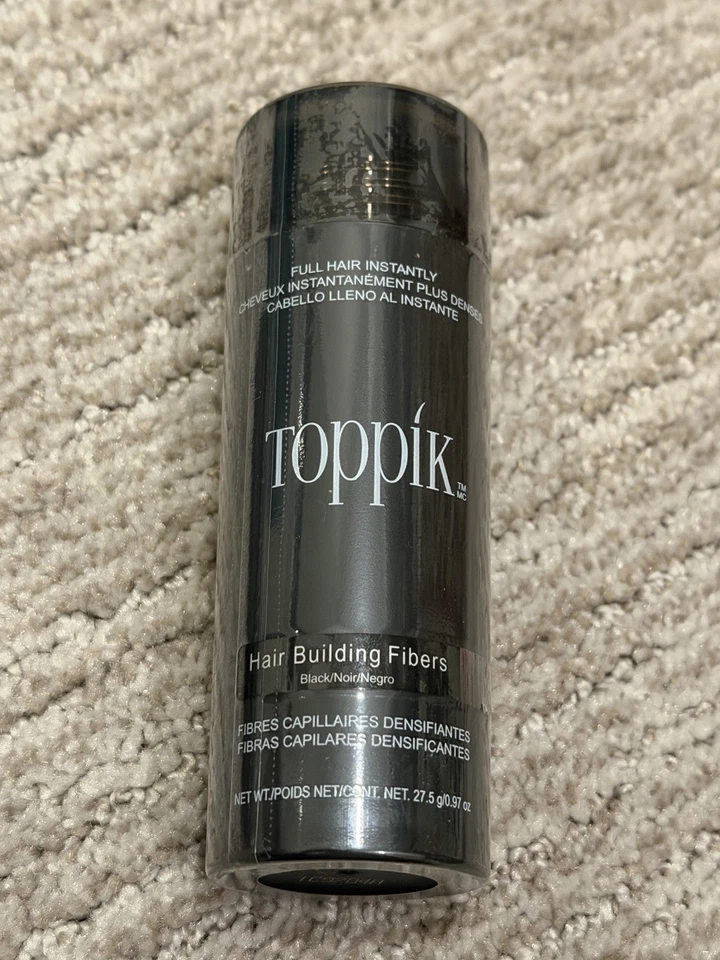 FULL HAIR INSTANTLY
CHEVEUX INSTANTANÉMENT PLUS DENSES
CABELLO LLENO AL INSTANTE
Toppik
TM
MC
Hair Building Fibers
Black/Noir/Negro
FIBRES CAPILLAIRES DENSIFIANTES
FIBRAS CAPILARES DENSIFICANTES
NET WT./POIDS NET/CONT. NET. 27.5 g/0.97 oz